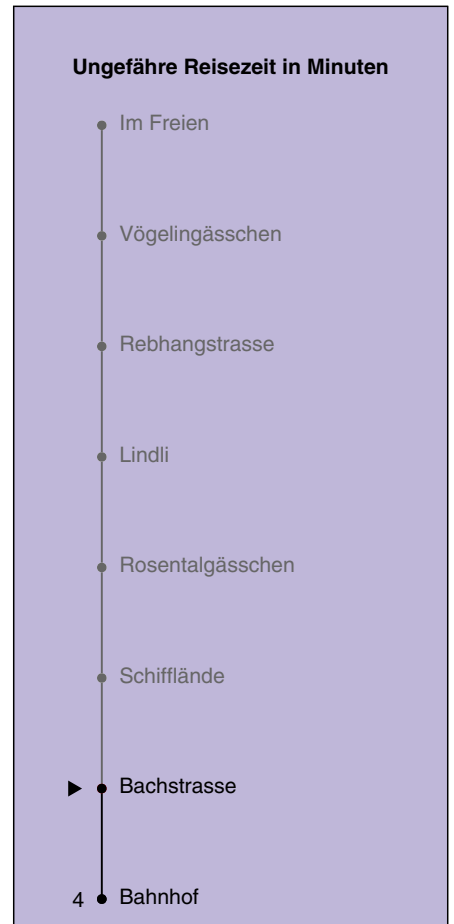 Ungefähre Reisezeit in Minuten
Im Freien
Vögelingässchen
Rebhangstrasse
Lindli
Rosentalgässchen
Schifflände
Bachstrasse
4 Bahnhof